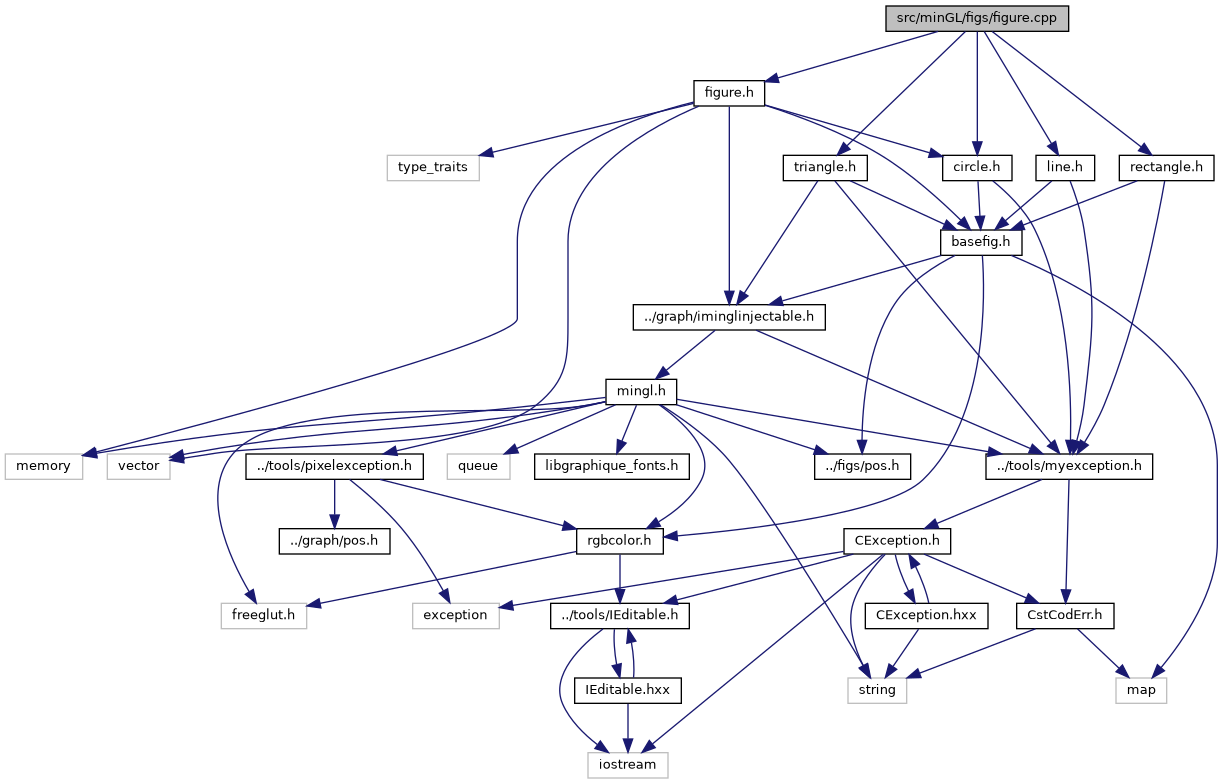 src/minGL/figs/figure.cpp
figure.h
type_traits
triangle.h
circle.h
line.h
rectangle.h
basefig.h
../graph/iminglinjectable.h
mingl.h
memory
vector
../tools/pixelexception.h
queue
libgraphique_fonts.h
../figs/pos.h
../tools/myexception.h
../graph/pos.h
rgbcolor.h
CException.h
freeglut.h
exception
../tools/IEditable.h
CException.hxx
CstCodErr.h
IEditable.hxx
string
map
iostream